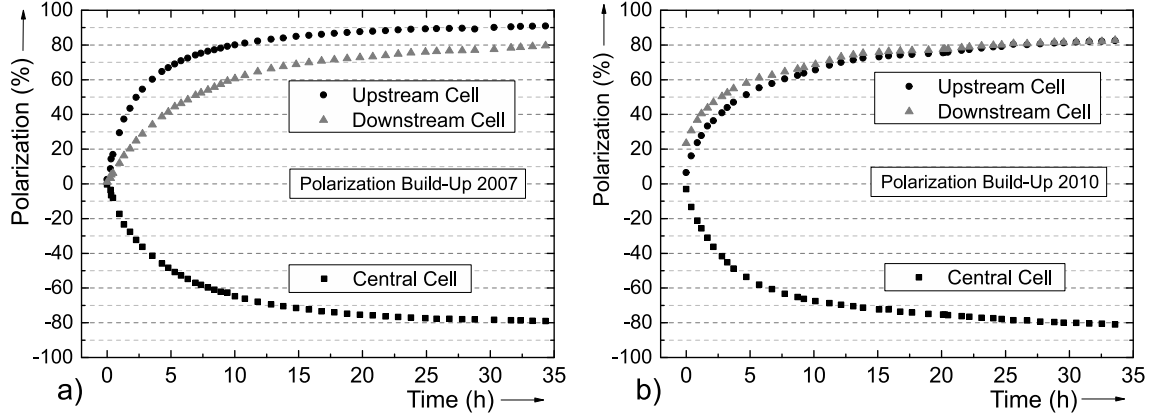 Polarization (%)
100
80
60
40
20
0
-20
-40
-60
-80
-100
Upstream Cell
Downstream Cell
Polarization Build-Up 2007
Central Cell
0 5 10 15 20 25 30 35
a)
Time (h)
Polarization (%)
100
80
60
40
20
0
-20
-40
-60
-80
-100
Upstream Cell
Downstream Cell
Polarization Build-Up 2010
Central Cell
0 5 10 15 20 25 30 35
b)
Time (h)